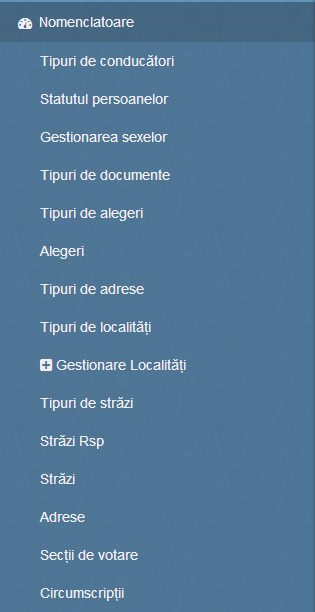 Nomenclatoare
Tipuri de conducători
Statutul persoanelor
Gestionarea sexelor
Tipuri de documente
Tipuri de alegeri
Alegeri
Tipuri de adrese
Tipuri de localități
Gestionare Localități
Tipuri de străzi
Străzi Rsp
Străzi
Adrese
Secții de votare
Circumscripții